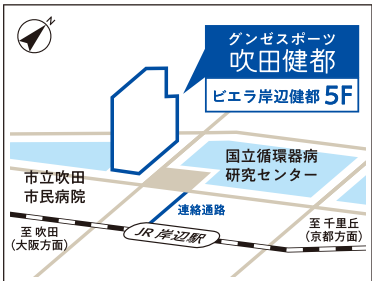 N
グンゼスポーツ
吹田健都
ビエラ岸辺健都 5F
国立循環器病
研究センター
市立吹田
市民病院
連絡通路
至 吹田
(大阪方面)
JR 岸辺駅
至 千里丘
(京都方面)